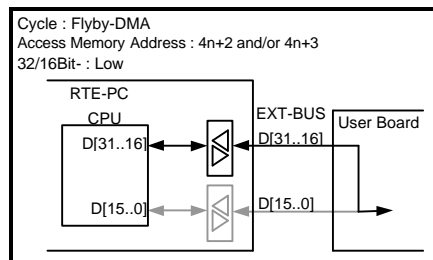 Cycle : Flyby-DMA
Access Memory Address : 4n+2 and/or 4n+3
32/16Bit- : Low
RTE-PC
CPU
EXT-BUS
User Board
D[31..16]
D[31..16]
D[15..0]
D[15..0]